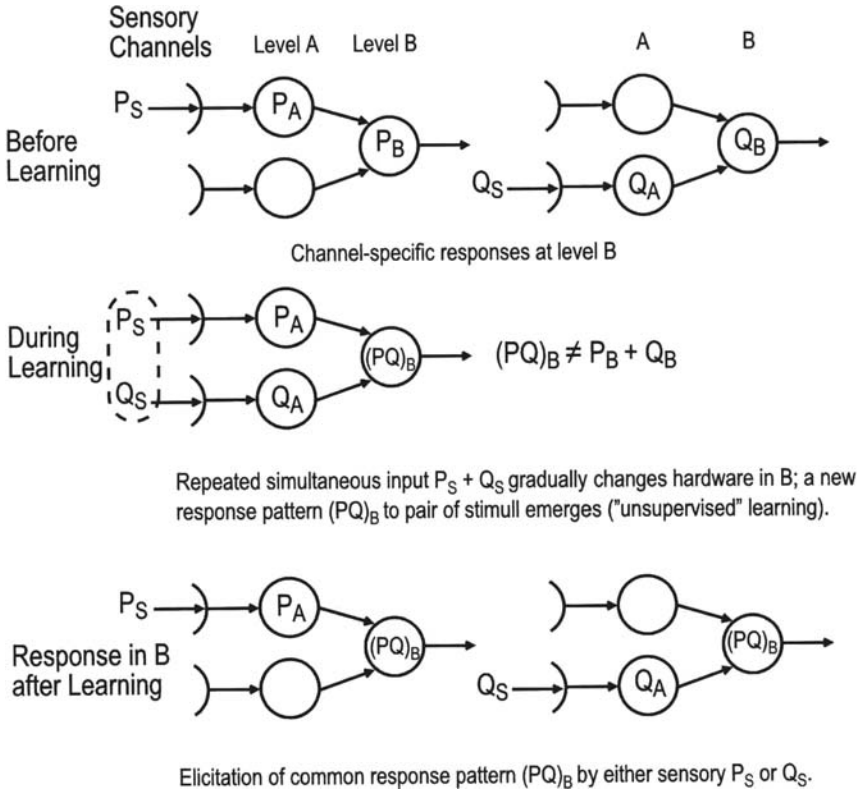 Sensory
Channels Level A Level B A B
P_S P_A P_B Q_B
Before
Learning
Q_S Q_A
Channel-specific responses at level B
P_S P_A
During
Learning
(PQ)_B (PQ)_B ≠ P_B + Q_B
Q_S Q_A
Repeated simultaneous input P_S + Q_S gradually changes hardware in B; a new
response pattern (PQ)_B to pair of stimull emerges ("unsupervised" learning).
P_S P_A
Response in B
after Learning
(PQ)_B (PQ)_B
Q_S Q_A
Elicitation of common response pattern (PQ)_B by either sensory P_S or Q_S.